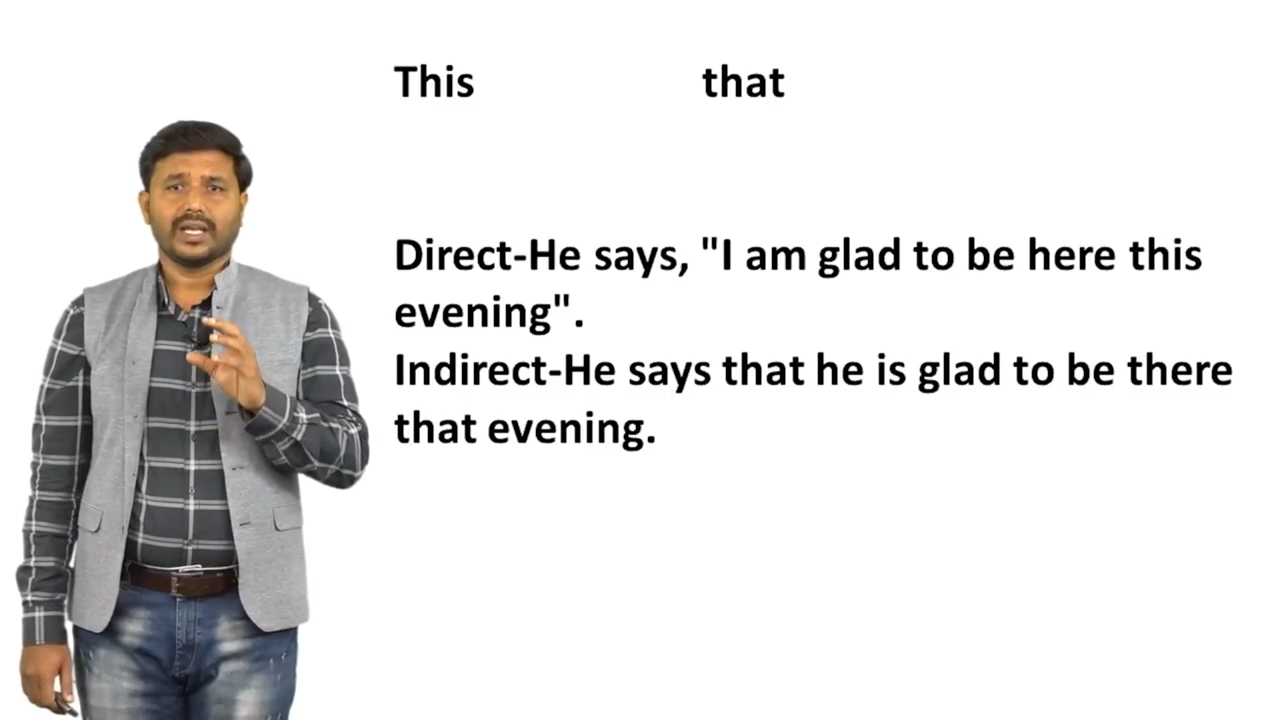 This that
Direct-He says, "I am glad to be here this
evening".
Indirect-He says that he is glad to be there
that evening.